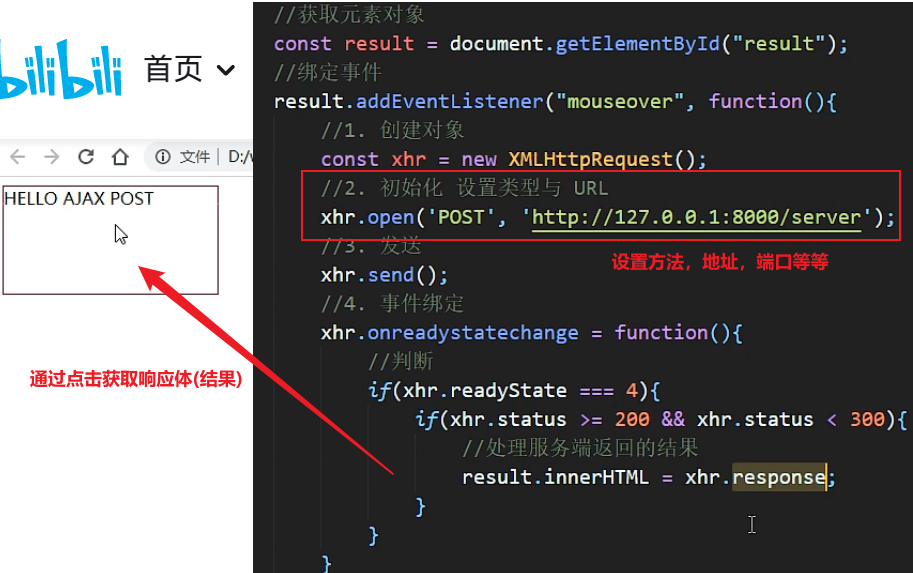 bilibili
首页
文件
D:/w
HELLO AJAX POST
通过点击获取响应体(结果)
//获取元素对象
const result = document.getElementById("result");
//绑定事件
result.addEventListener("mouseover", function(){
//1. 创建对象
const xhr = new XMLHttpRequest();
//2. 初始化 设置类型与 URL
xhr.open('POST', 'http://127.0.0.1:8000/server');
//3. 发送
设置方法，地址，端口等等
xhr.send();
//4. 事件绑定
xhr.onreadystatechange = function(){
//判断
if(xhr.readyState === 4){
if(xhr.status >= 200 && xhr.status < 300){
//处理服务端返回的结果
result.innerHTML = xhr.response;
}
}
}